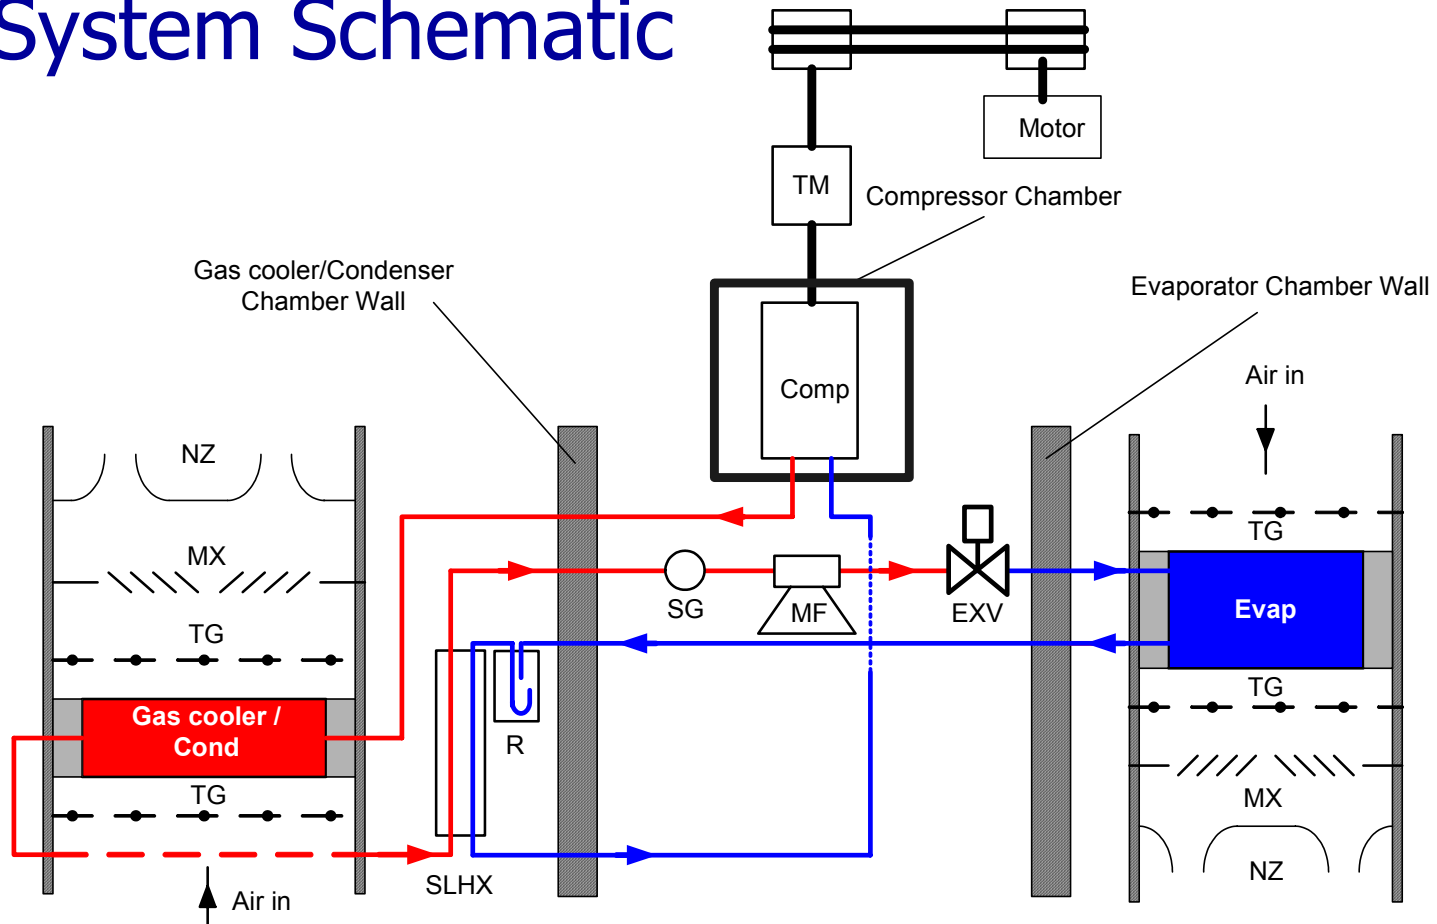 System Schematic
Motor
TM
Compressor Chamber
Gas cooler/Condenser
Chamber Wall
Evaporator Chamber Wall
Comp
Air in
NZ
TG
MX
SG
MF
EXV
Evap
TG
TG
Gas cooler /
Cond
R
TG
MX
SLHX
NZ
Air in